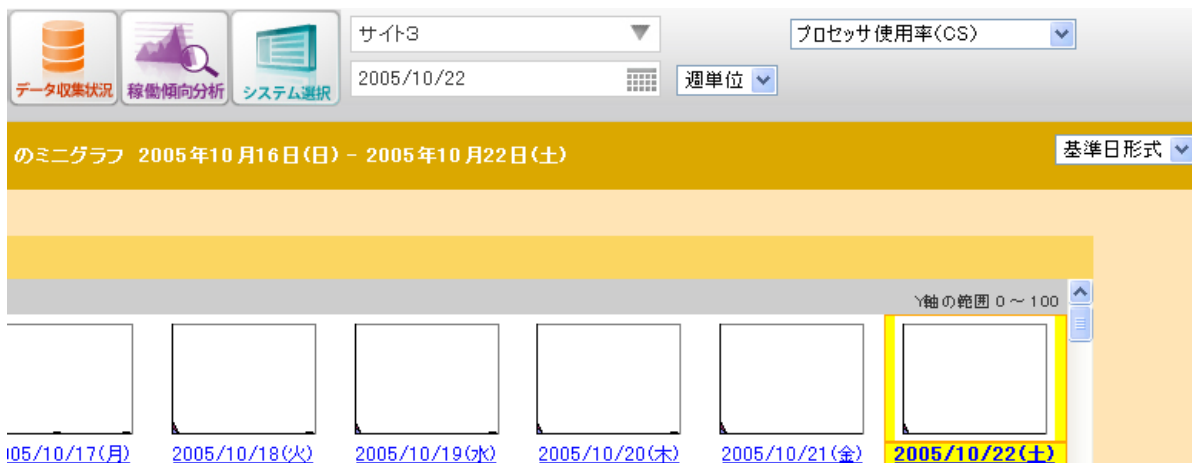 サイト3
プロセッサ使用率(CS)
データ収集状況
稼働傾向分析
システム選択
2005/10/22
週単位
のミニグラフ 2005年10月16日(日) - 2005年10月22日(土)
基準日形式
Y軸の範囲 0 ～ 100
005/10/17(月)
2005/10/18(火)
2005/10/19(水)
2005/10/20(木)
2005/10/21(金)
2005/10/22(土)